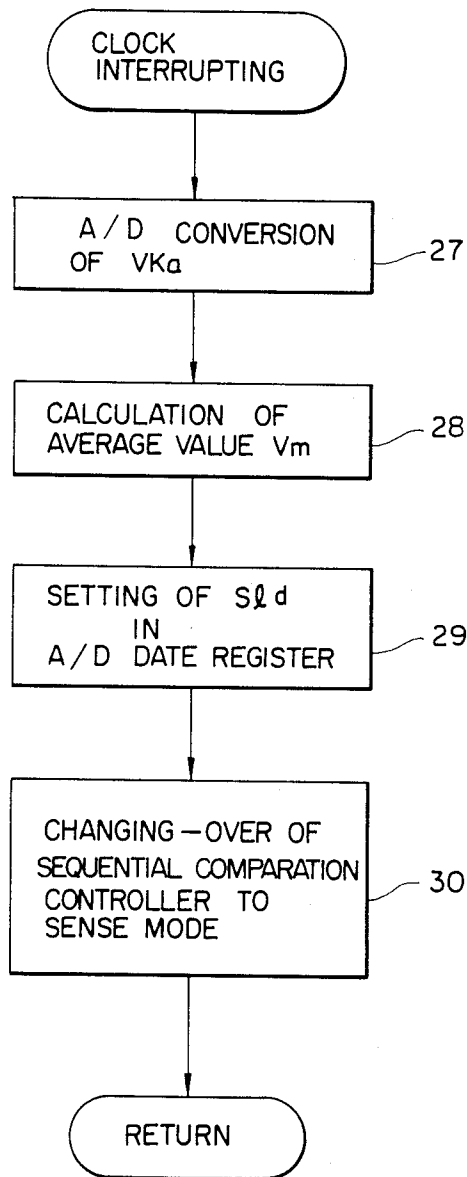 CLOCK
INTERRUPTING
A/D CONVERSION
OF VKa
27
CALCULATION OF
AVERAGE VALUE Vm
28
SETTING OF Sℓd
IN
A/D DATE REGISTER
29
CHANGING-OVER OF
SEQUENTIAL COMPARATION
CONTROLLER TO
SENSE MODE
30
RETURN